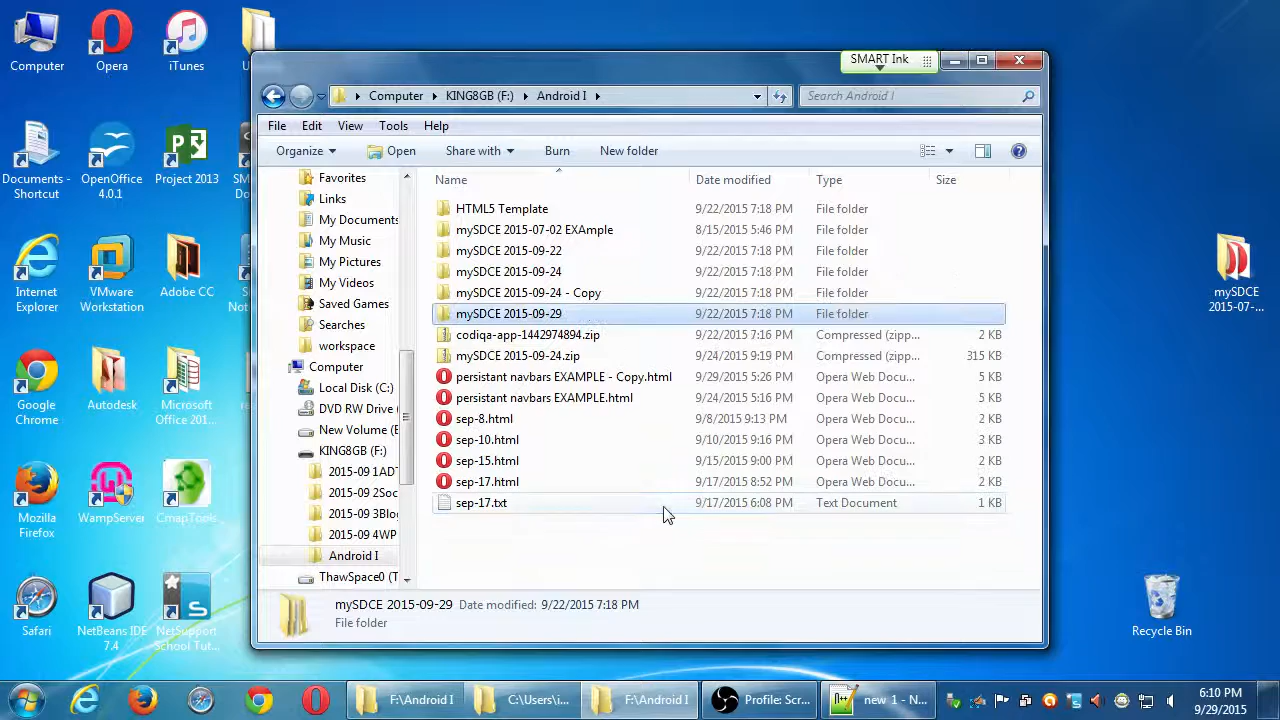 Computer
Opera
iTunes
SMART Ink
Computer
KING8GB (F:)
Android I
Search Android I
File
Edit
View
Tools
Help
Organize
Open
Share with
Burn
New folder
Name
Date modified
Type
Size
Favorites
Links
My Documents
My Music
My Pictures
My Videos
Saved Games
Searches
workspace
Computer
Local Disk (C:)
DVD RW Drive (
New Volume (E
KING8GB (F:)
2015-09 1AD
2015-09 2Soc
2015-09 3Blog
2015-09 4WP
Android I
ThawSpace0 (T
HTML5 Template 9/22/2015 7:18 PM File folder
mySDCE 2015-07-02 EXAmple 8/15/2015 5:46 PM File folder
mySDCE 2015-09-22 9/22/2015 7:18 PM File folder
mySDCE 2015-09-24 9/22/2015 7:18 PM File folder
mySDCE 2015-09-24 - Copy 9/22/2015 7:18 PM File folder
mySDCE 2015-09-29 9/22/2015 7:18 PM File folder
codiqa-app-1442974894.zip 9/22/2015 7:16 PM Compressed (zipp... 2 KB
mySDCE 2015-09-24.zip 9/24/2015 9:19 PM Compressed (zipp... 315 KB
persistant navbars EXAMPLE - Copy.html 9/29/2015 5:26 PM Opera Web Docu... 5 KB
persistant navbars EXAMPLE.html 9/24/2015 5:16 PM Opera Web Docu... 5 KB
sep-8.html 9/8/2015 9:13 PM Opera Web Docu... 2 KB
sep-10.html 9/10/2015 9:16 PM Opera Web Docu... 3 KB
sep-15.html 9/15/2015 9:00 PM Opera Web Docu... 2 KB
sep-17.html 9/17/2015 8:52 PM Opera Web Docu... 2 KB
sep-17.txt 9/17/2015 6:08 PM Text Document 1 KB
mySDCE 2015-09-29 Date modified: 9/22/2015 7:18 PM
File folder
Documents -
Shortcut
OpenOffice
4.0.1
Project 2013
Internet
Explorer
VMware
Workstation
Adobe CC
Google
Chrome
Autodesk
Microsoft
Office 201...
Mozilla
Firefox
WampServer
CmapTools
Safari
NetBeans IDE
7.4
NetSupport
School Tut...
mySDCE
2015-07-...
Recycle Bin
F:\Android I
C:\Users\i...
F:\Android I
Profile: Scr...
new 1 - N...
6:10 PM
9/29/2015